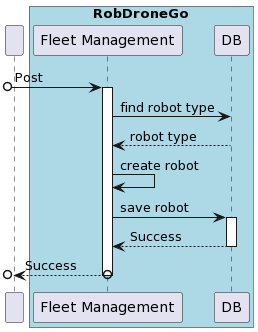 RobDroneGo
Fleet Management DB
Post
find robot type
robot type
create robot
save robot
Success
Success
Fleet Management DB